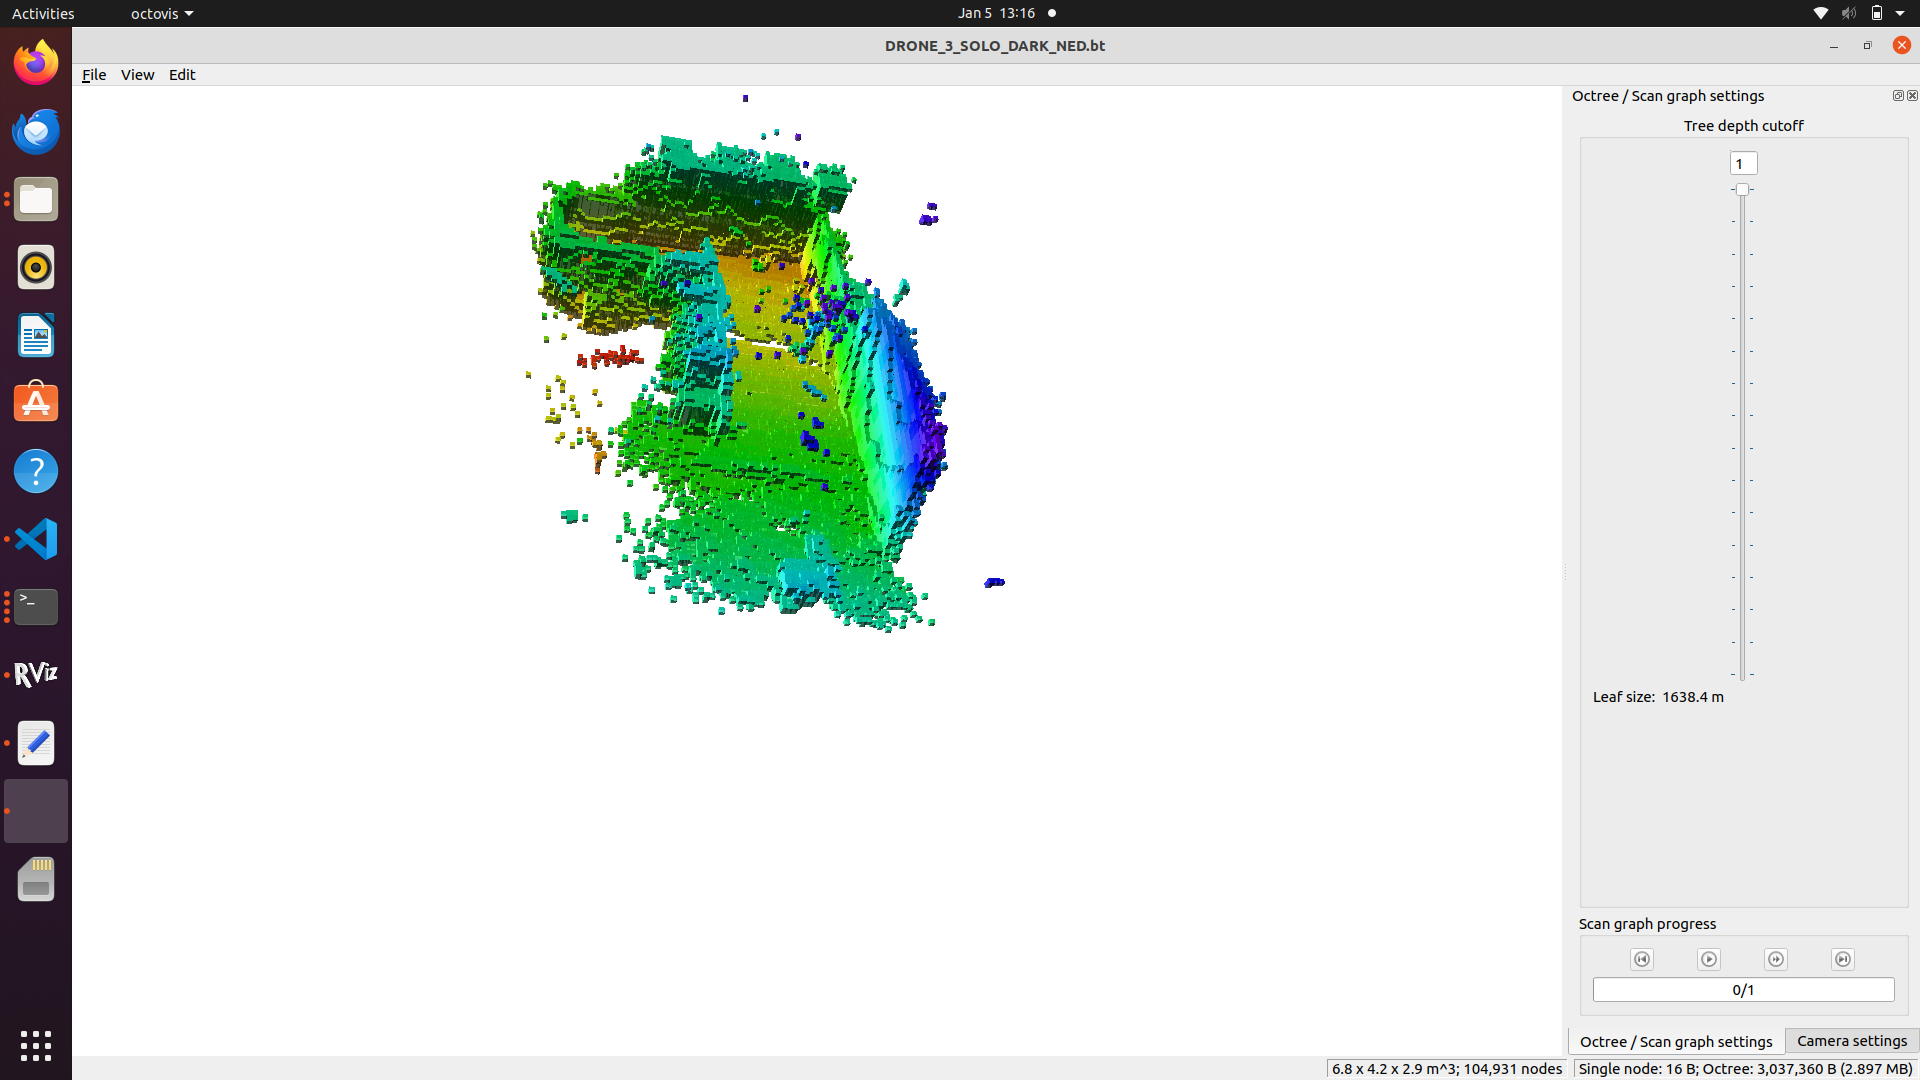 Activities
octovis
Jan 5 13:16
DRONE_3_SOLO_DARK_NED.bt
File View Edit
Octree / Scan graph settings
Tree depth cutoff
1
Leaf size: 1638.4 m
Scan graph progress
0/1
Octree / Scan graph settings
Camera settings
6.8 x 4.2 x 2.9 m^3; 104,931 nodes
Single node: 16 B; Octree: 3,037,360 B (2.897 MB)
>_
RViz
?